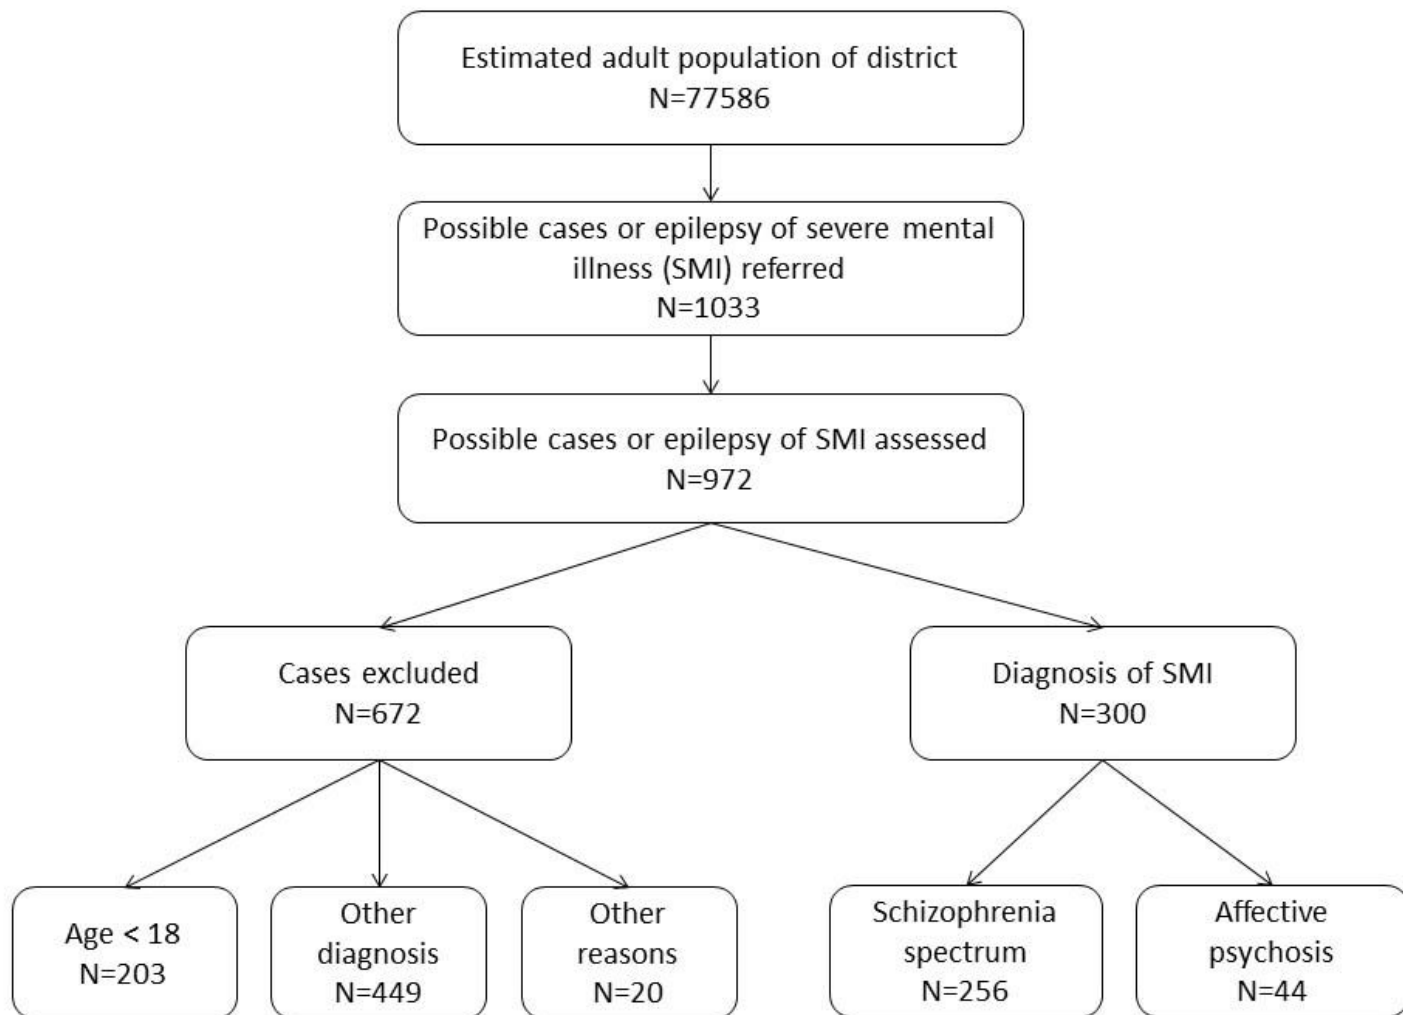 Estimated adult population of district
N=77586
Possible cases or epilepsy of severe mental
illness (SMI) referred
N=1033
Possible cases or epilepsy of SMI assessed
N=972
Cases excluded
N=672
Diagnosis of SMI
N=300
Age < 18
N=203
Other
diagnosis
N=449
Other
reasons
N=20
Schizophrenia
spectrum
N=256
Affective
psychosis
N=44